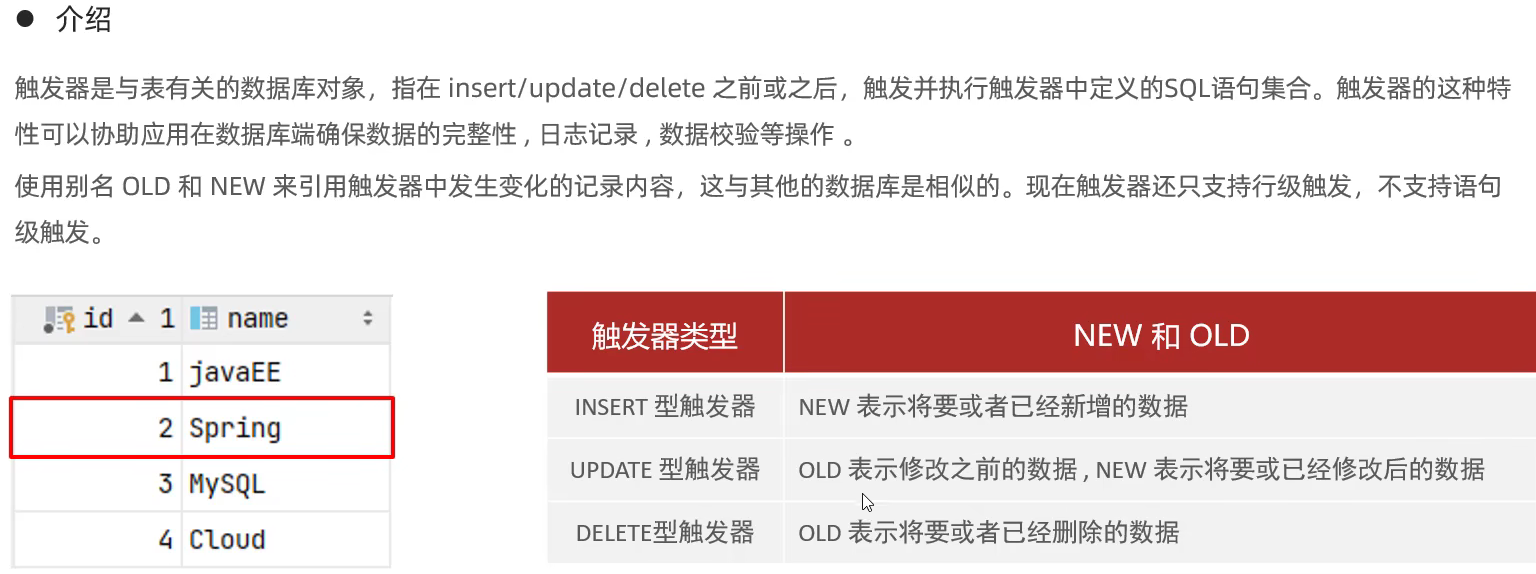 ● 介绍
触发器是与表有关的数据库对象，指在 insert/update/delete 之前或之后，触发并执行触发器中定义的SQL语句集合。触发器的这种特
性可以协助应用在数据库端确保数据的完整性 , 日志记录 , 数据校验等操作 。
使用别名 OLD 和 NEW 来引用触发器中发生变化的记录内容，这与其他的数据库是相似的。现在触发器还只支持行级触发，不支持语句
级触发。
id 1 name
1 javaEE
2 Spring
3 MySQL
4 Cloud
触发器类型 NEW 和 OLD
INSERT 型触发器 NEW 表示将要或者已经新增的数据
UPDATE 型触发器 OLD 表示修改之前的数据 , NEW 表示将要或已经修改后的数据
DELETE型触发器 OLD 表示将要或者已经删除的数据